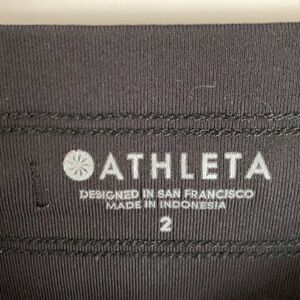 ATHLETA
DESIGNED IN SAN FRANCISCO
MADE IN INDONESIA
2